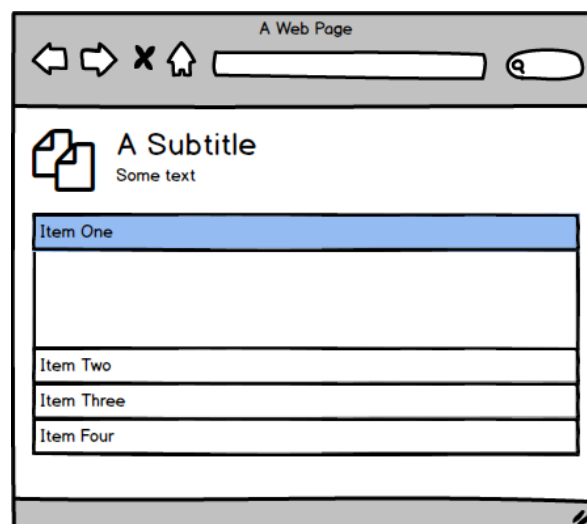 A Web Page
A Subtitle
Some text
Item One
Item Two
Item Three
Item Four